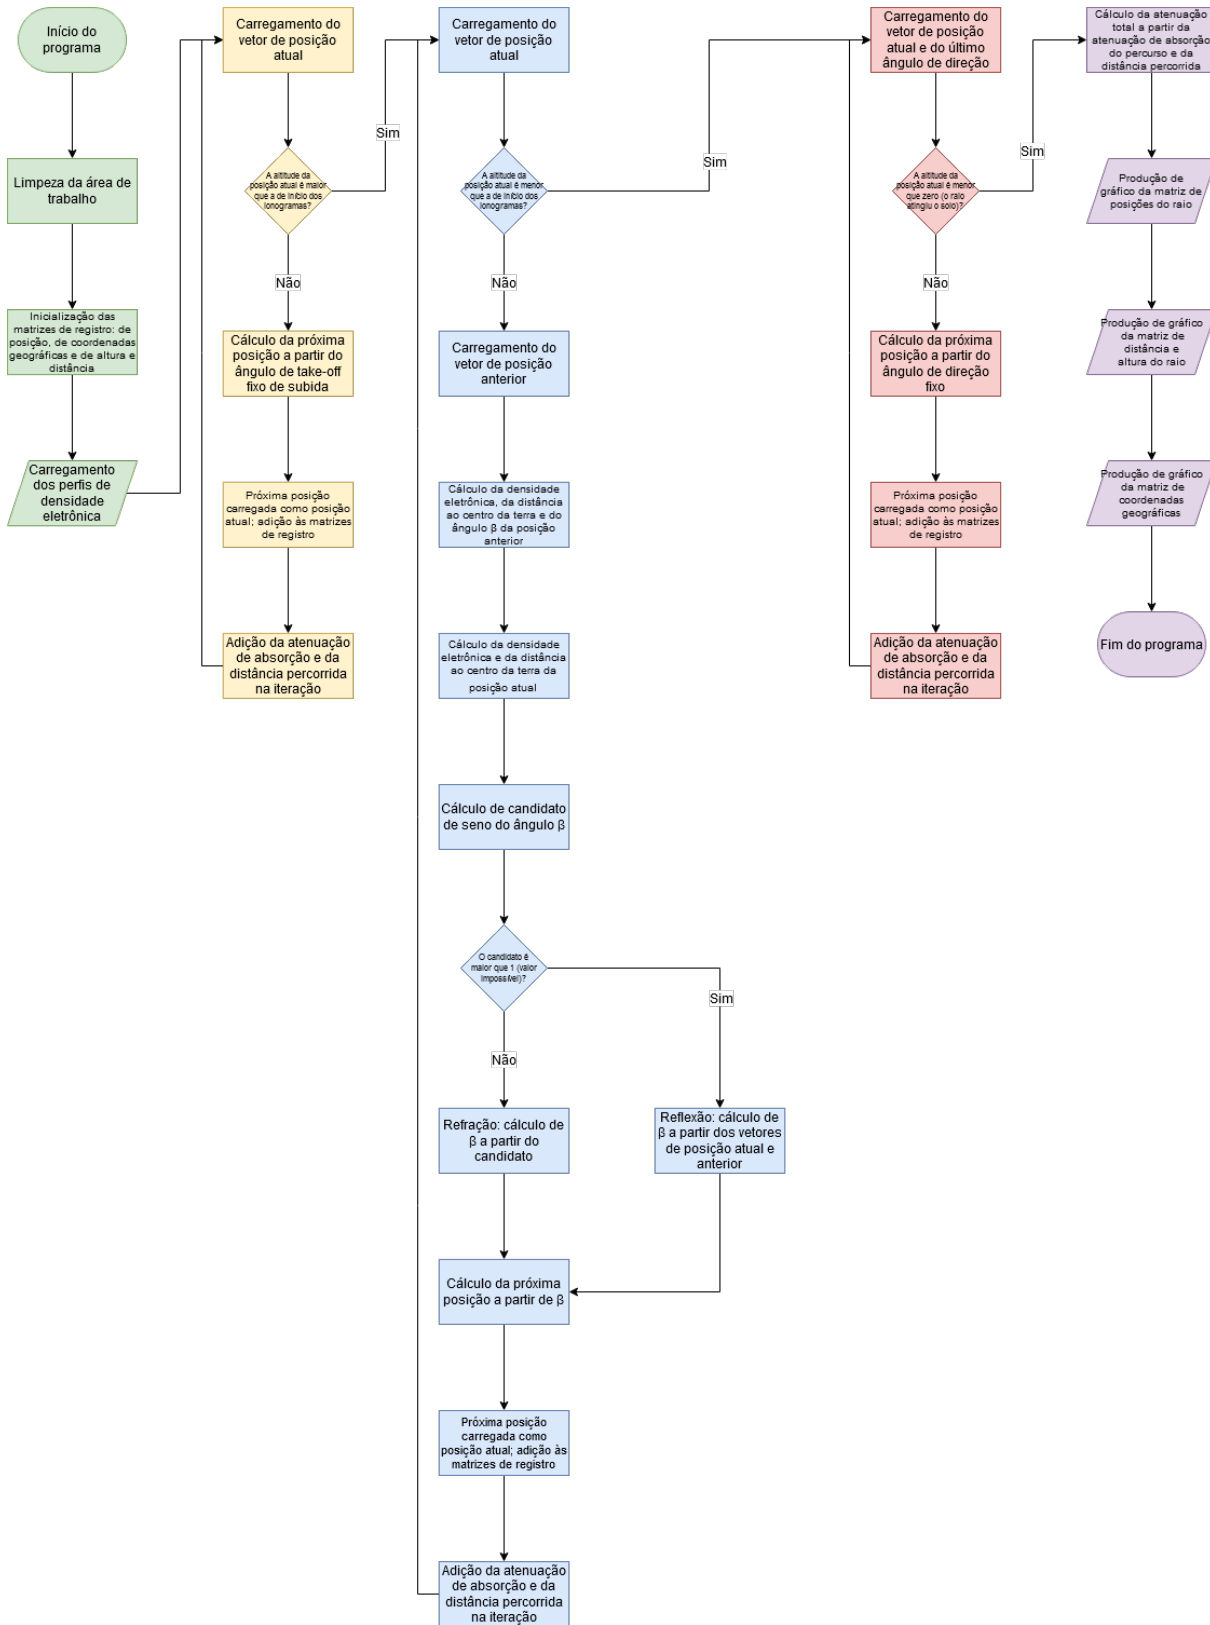 Início do
programa
Limpeza da área de
trabalho
Inicialização das
matrizes de registro: de
posição, de coordenadas
geográficas e de altura e
distância
Carregamento
dos perfis de
densidade
eletrônica
Carregamento do
vetor de posição
atual
Sim
A altitude da
posição atual é maior
que a de início dos
ionogramas?
Não
Cálculo da próxima
posição a partir do
ângulo de take-off
fixo de subida
Próxima posição
carregada como posição
atual; adição às matrizes
de registro
Adição da atenuação
de absorção e da
distância percorrida
na iteração
Carregamento do
vetor de posição
atual
Sim
A altitude da
posição atual é menor
que a de início dos
ionogramas?
Não
Carregamento do
vetor de posição
anterior
Cálculo da densidade
eletrônica, da distância
ao centro da terra e do
ângulo β da posição
anterior
Cálculo da densidade
eletrônica e da distância
ao centro da terra da
posição atual
Cálculo de candidato
de seno do ângulo β
O candidato é
maior que 1 (valor
impossível)?
Sim
Não
Refração: cálculo de
β a partir do
candidato
Reflexão: cálculo de
β a partir dos vetores
de posição atual e
anterior
Cálculo da próxima
posição a partir de β
Próxima posição
carregada como
posição atual; adição às
matrizes de registro
Adição da atenuação
de absorção e da
distância percorrida
na iteração
Carregamento do
vetor de posição
atual e do último
ângulo de direção
Sim
A altitude da
posição atual é menor
que zero (o raio
atingiu o solo)?
Não
Cálculo da próxima
posição a partir do
ângulo de direção
fixo
Próxima posição
carregada como posição
atual; adição às matrizes
de registro
Adição da atenuação
de absorção e da
distância percorrida
na iteração
Cálculo da atenuação
total a partir da
atenuação de absorção
do percurso e da
distância percorrida
Produção de
gráfico da matriz de
posições do raio
Produção de gráfico
da matriz de
distância e
altura do raio
Produção de gráfico
da matriz de
coordenadas
geográficas
Fim do programa